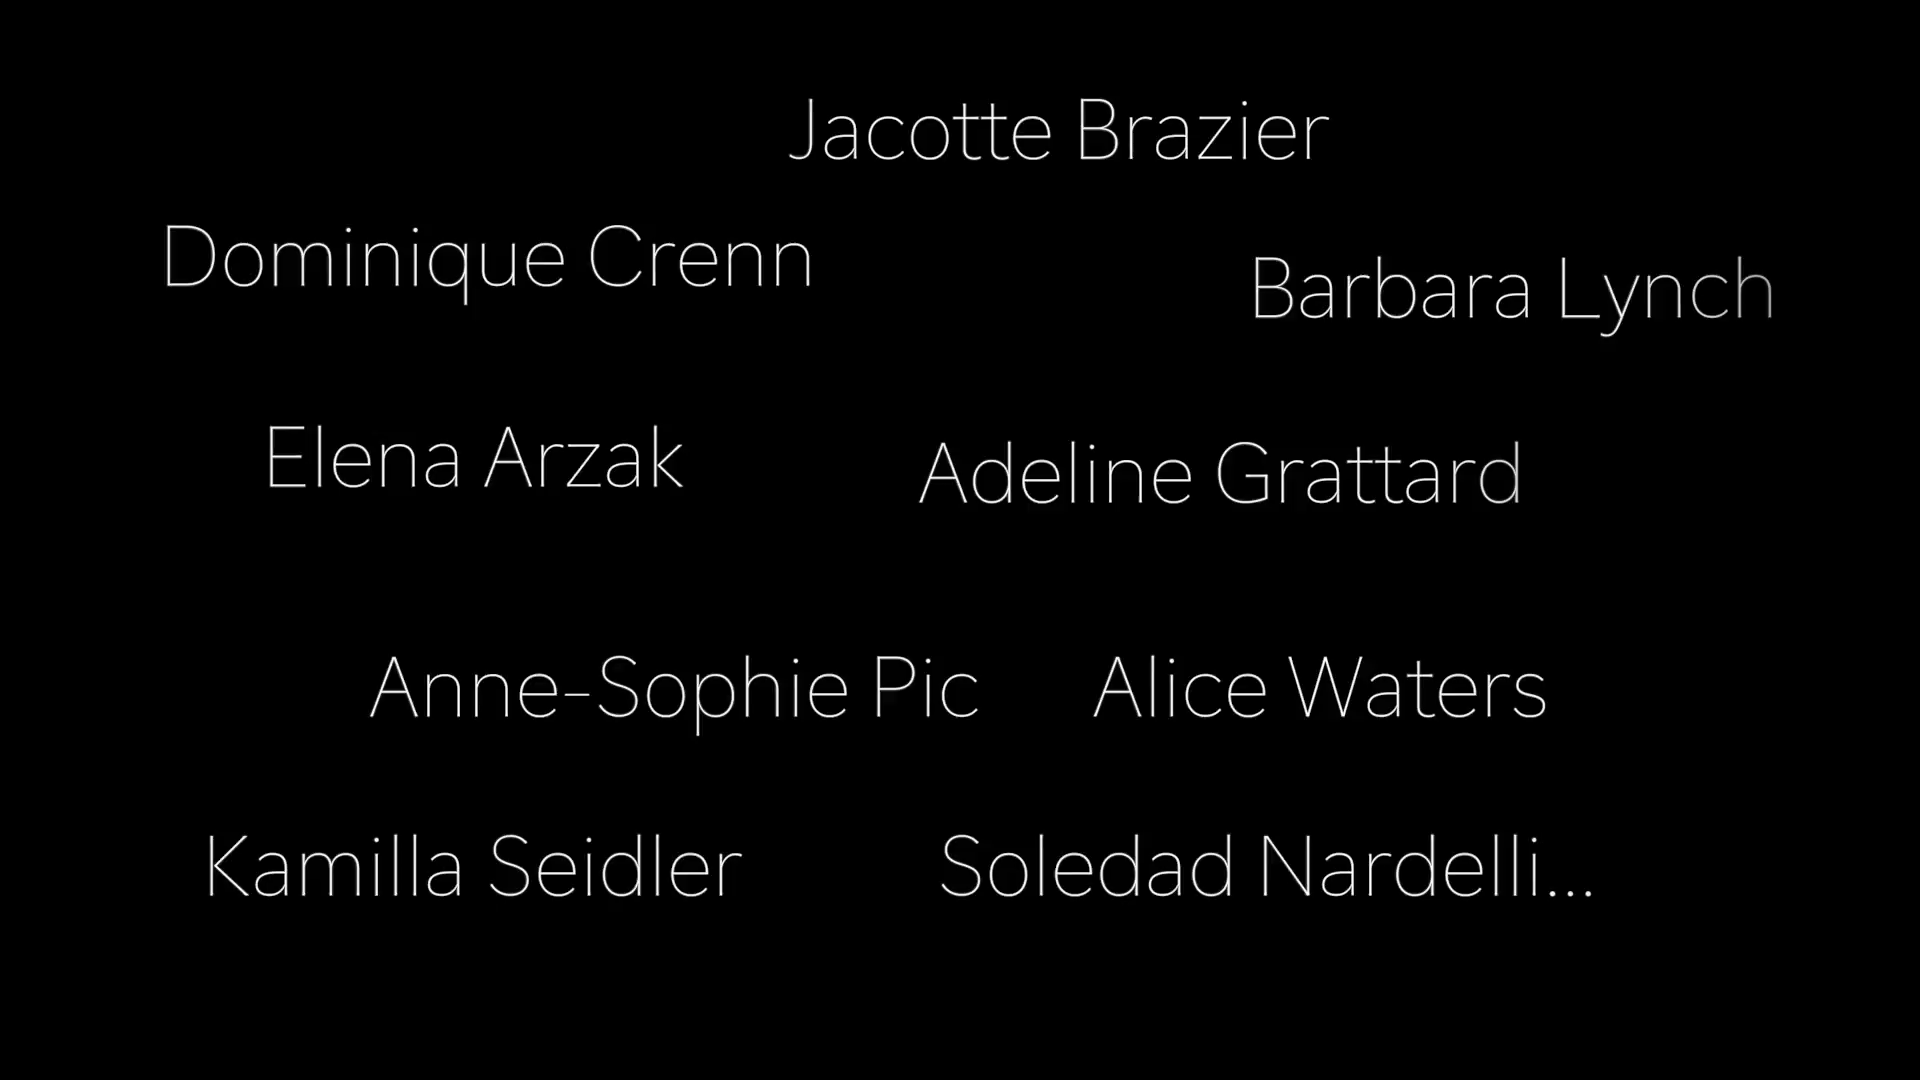 Jacotte Brazier
Dominique Crenn
Barbara Lynch
Elena Arzak
Adeline Grattard
Anne-Sophie Pic
Alice Waters
Kamilla Seidler
Soledad Nardelli...